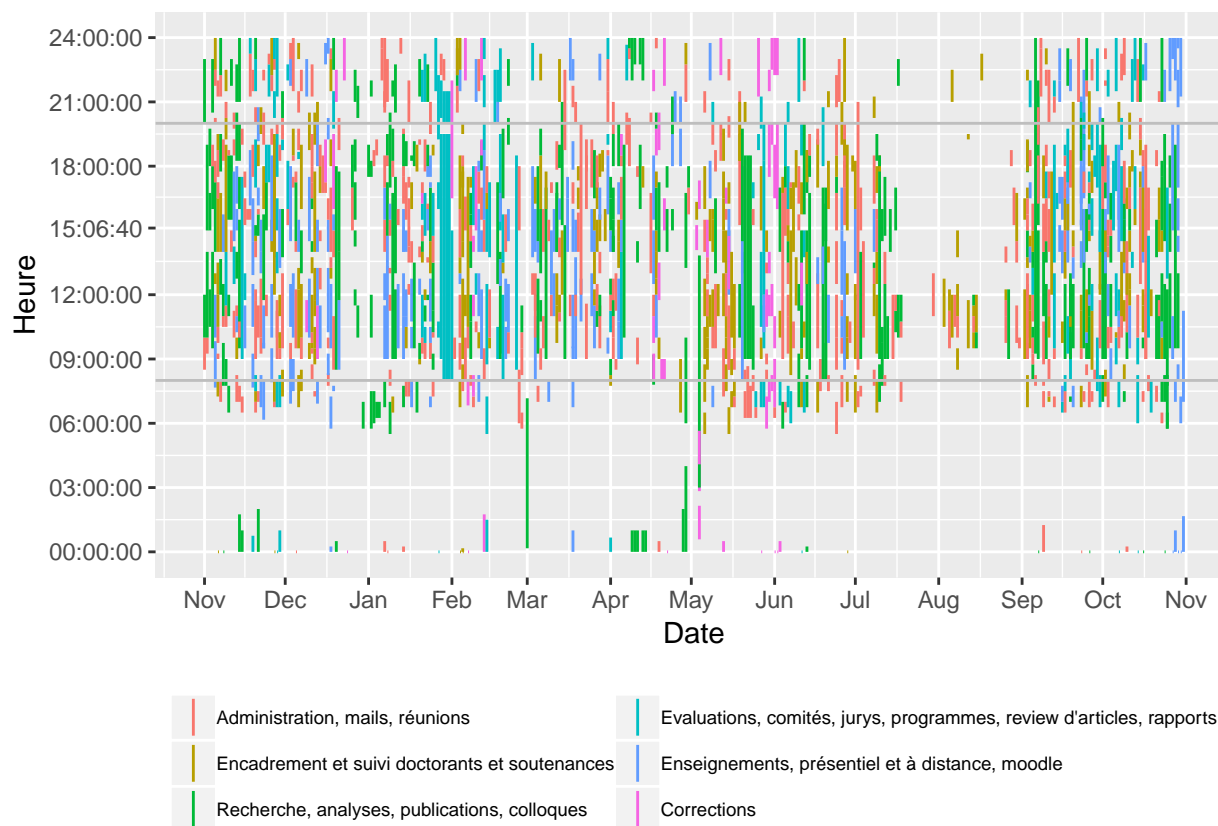 24:00:00
21:00:00
18:00:00
15:06:40
12:00:00
09:00:00
06:00:00
03:00:00
00:00:00
Heure
Nov Dec Jan Feb Mar Apr May Jun Jul Aug Sep Oct Nov
Date
Administration, mails, réunions
Evaluations, comités, jurys, programmes, review d'articles, rapports
Encadrement et suivi doctorants et soutenances
Enseignements, présentiel et à distance, moodle
Recherche, analyses, publications, colloques
Corrections